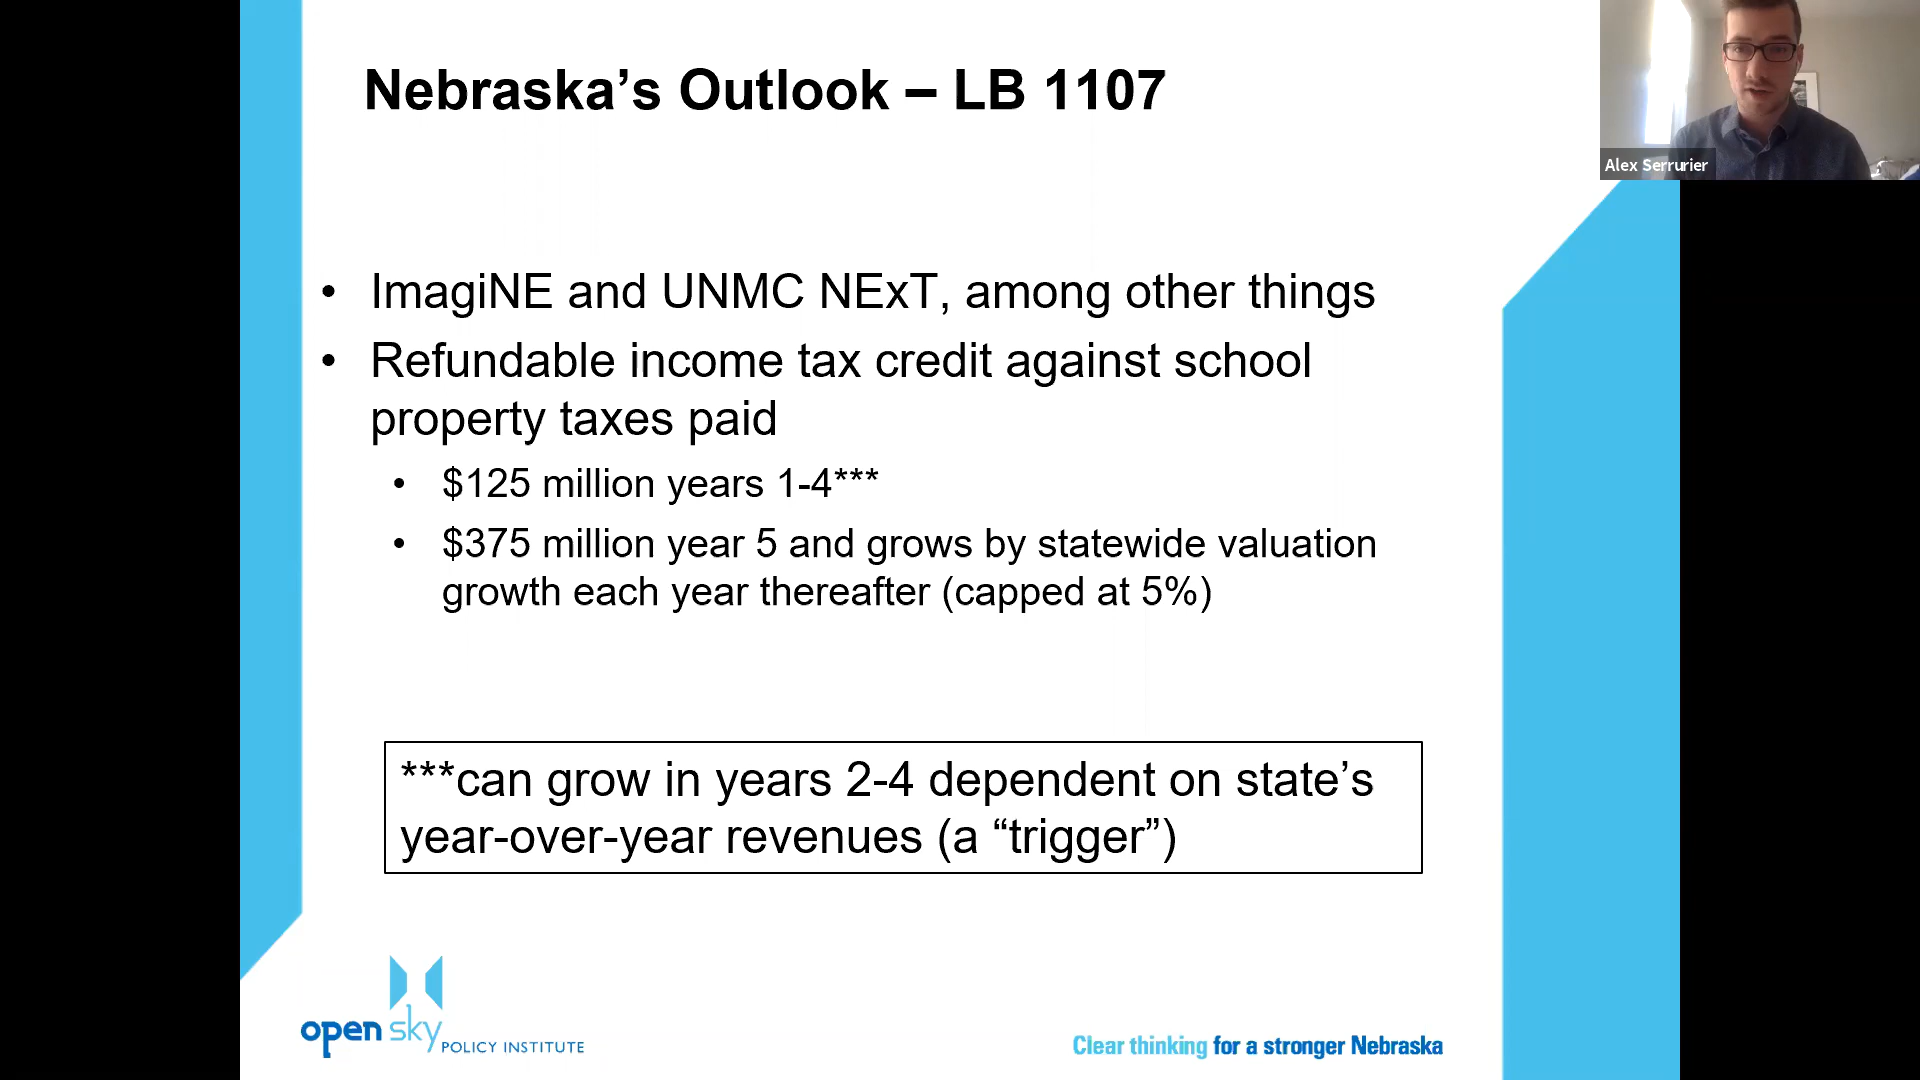 Nebraska’s Outlook – LB 1107
Alex Serrurier
• ImagiNE and UNMC NExT, among other things
• Refundable income tax credit against school
property taxes paid
• $125 million years 1-4***
• $375 million year 5 and grows by statewide valuation
growth each year thereafter (capped at 5%)
***can grow in years 2-4 dependent on state’s
year-over-year revenues (a “trigger”)
open sky
POLICY INSTITUTE
Clear thinking for a stronger Nebraska